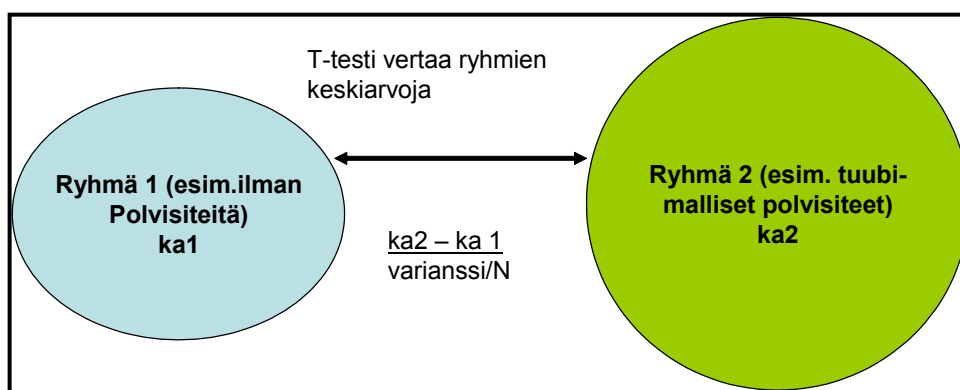 T-testi vertaa ryhmien
keskiarvoja
Ryhmä 1 (esim.ilman
Polvisiteitä)
ka1
ka2 – ka 1
varianssi/N
Ryhmä 2 (esim. tuubi-
malliset polvisiteet)
ka2